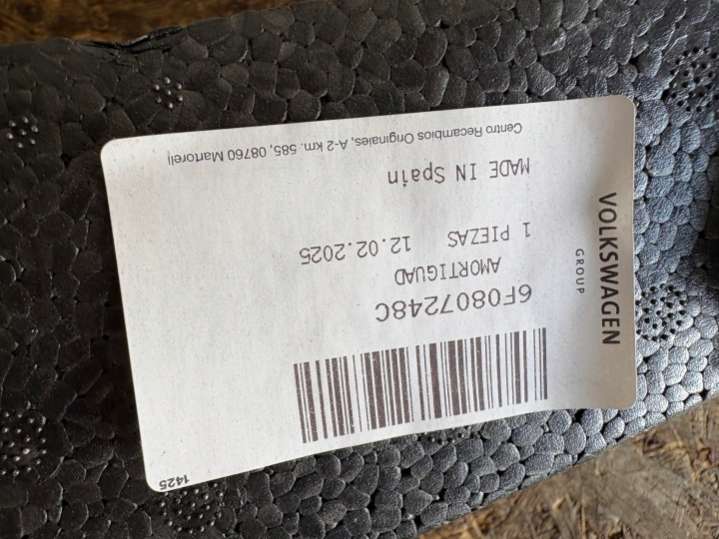 VOLKSWAGEN
GROUP
6F0807248C
AMORTIGUAD
1 PIEZAS 12.02.2025
MADE IN Spain
Centro Recambios Originales, A-2 km. 585, 08760 Martorell
1425